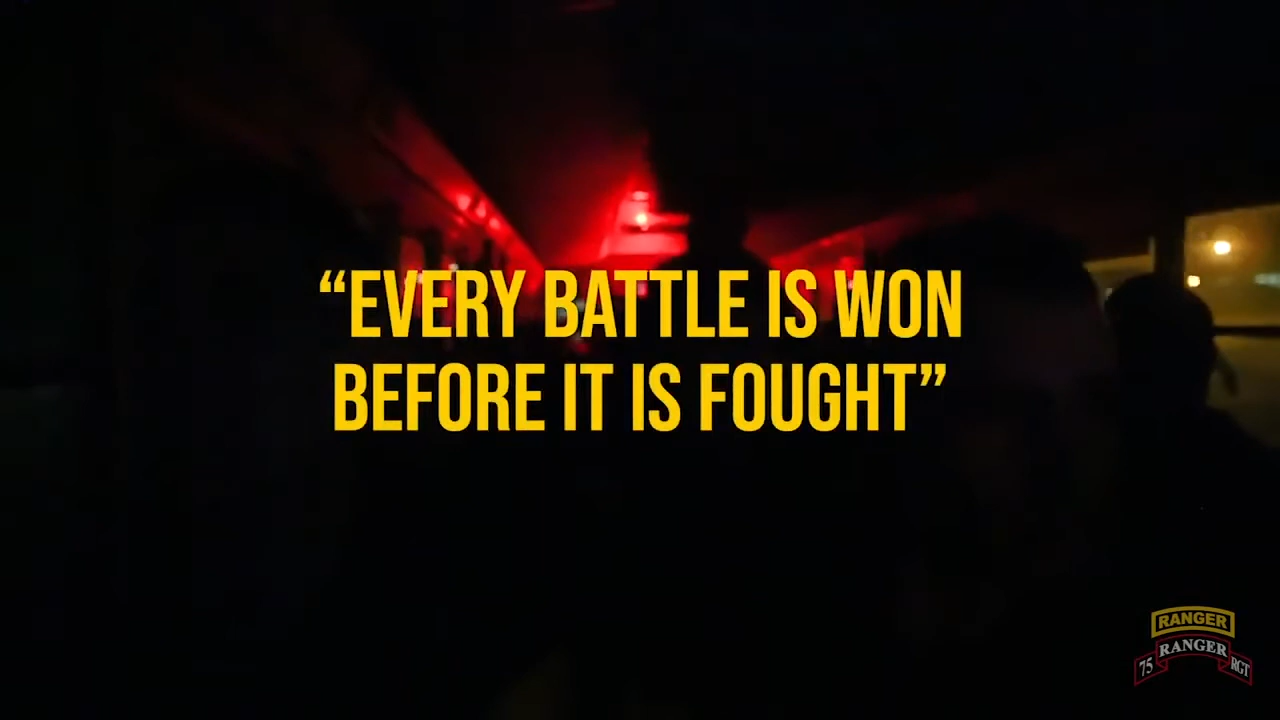 “EVERY BATTLE IS WON
BEFORE IT IS FOUGHT”
RANGER
75 RANGER RGT